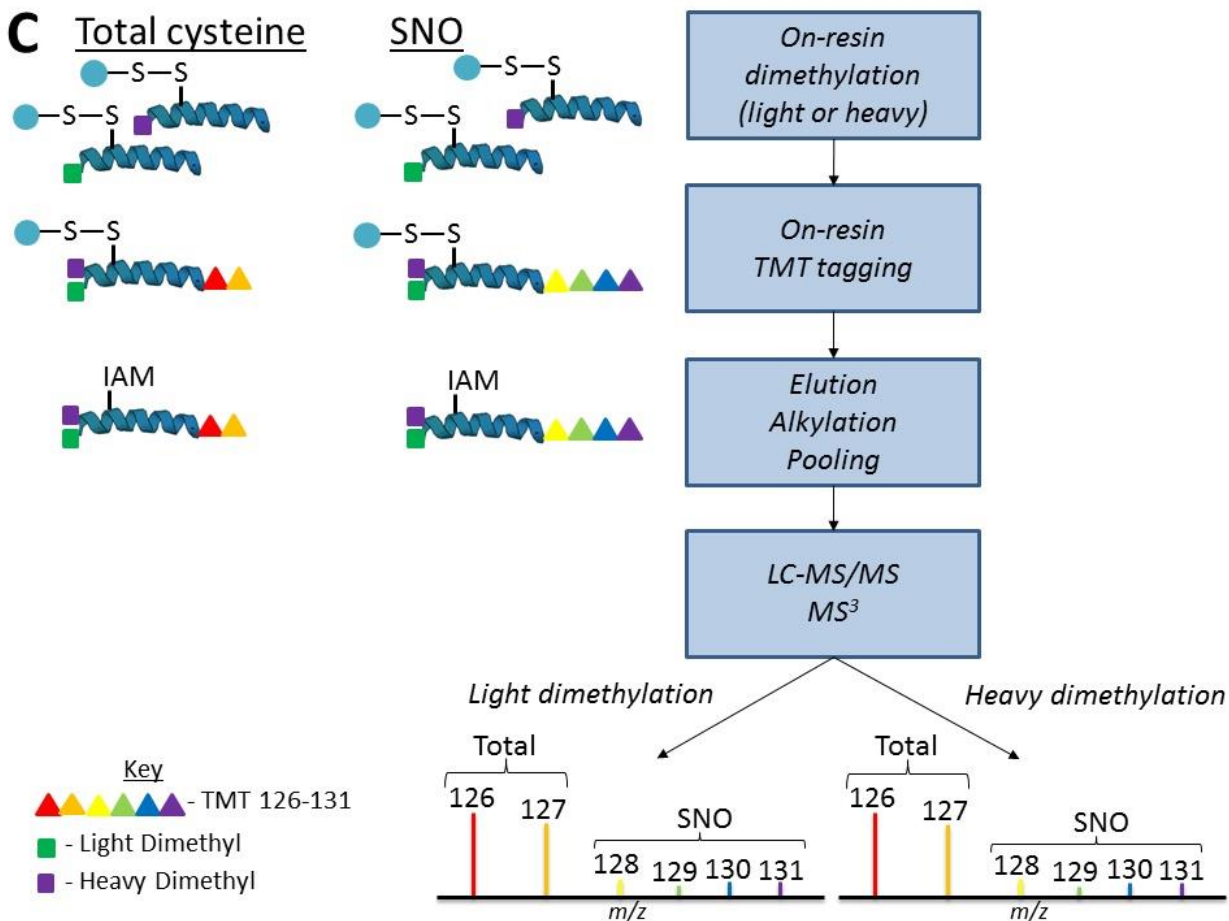 C
Total cysteine
SNO
S
S
S
S
S
S
S
S
On-resin
dimethylation
(light or heavy)
S
S
S
S
On-resin
TMT tagging
IAM
IAM
Elution
Alkylation
Pooling
LC-MS/MS
MS³
Light dimethylation
Heavy dimethylation
Key
- TMT 126-131
- Light Dimethyl
- Heavy Dimethyl
Total
126
127
SNO
128
129
130
131
m/z
Total
126
127
SNO
128
129
130
131
m/z